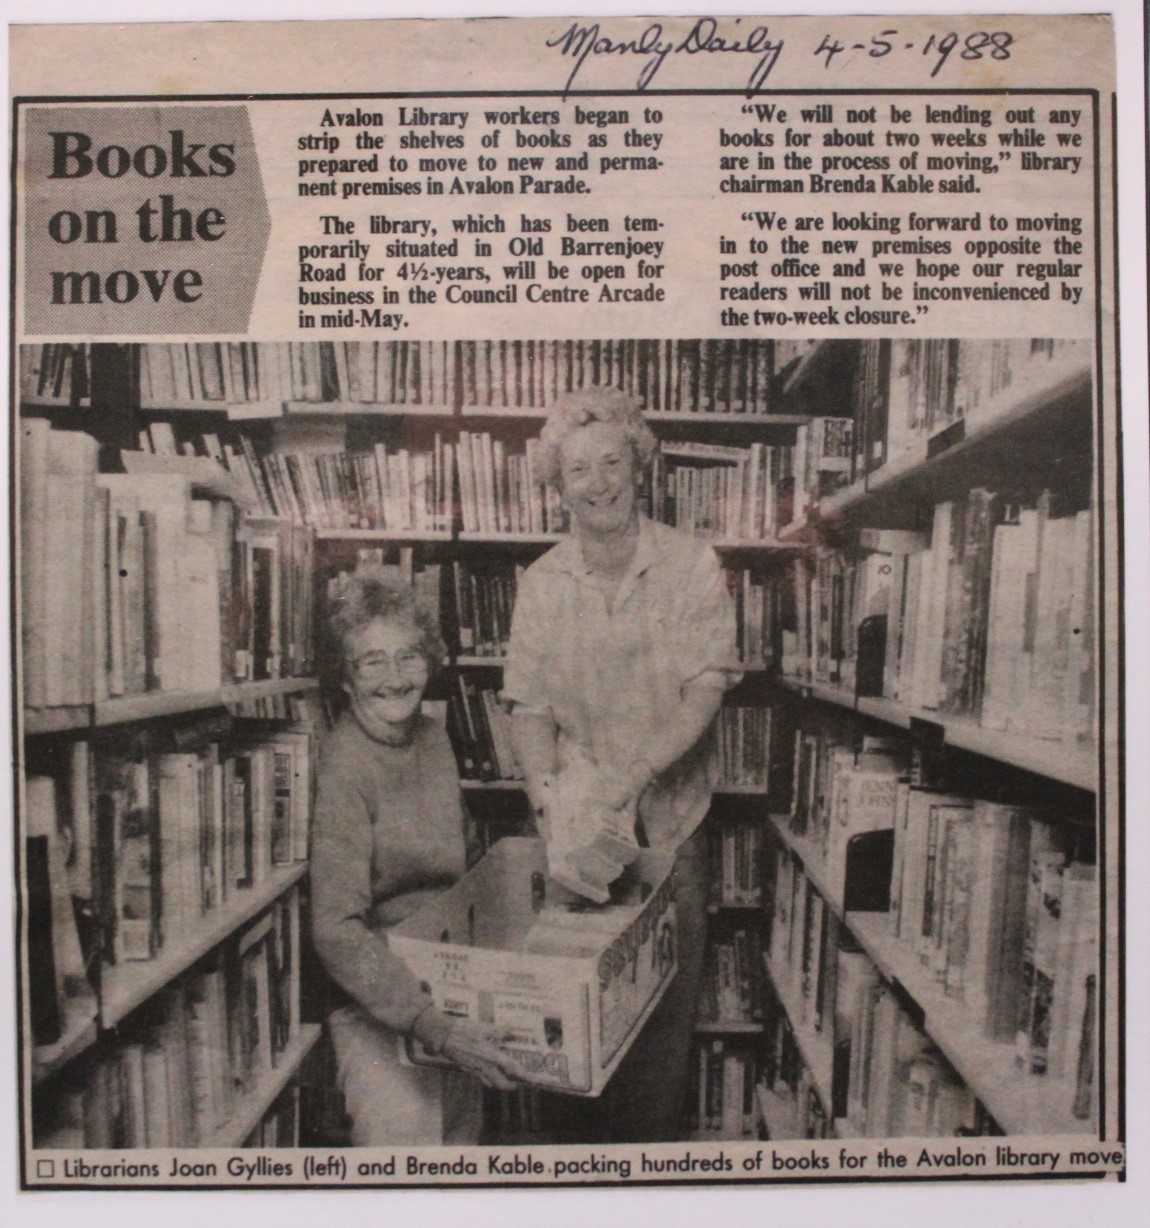 Manly Daily 4-5-1988
Books
on the
move
Avalon Library workers began to
strip the shelves of books as they
prepared to move to new and perma-
nent premises in Avalon Parade.
The library, which has been tem-
porarily situated in Old Barrenjoey
Road for 4½-years, will be open for
business in the Council Centre Arcade
in mid-May.
"We will not be lending out any
books for about two weeks while we
are in the process of moving," library
chairman Brenda Kable said.
"We are looking forward to moving
in to the new premises opposite the
post office and we hope our regular
readers will not be inconvenienced by
the two-week closure."
10
☐ Librarians Joan Gyllies (left) and Brenda Kable packing hundreds of books for the Avalon library move